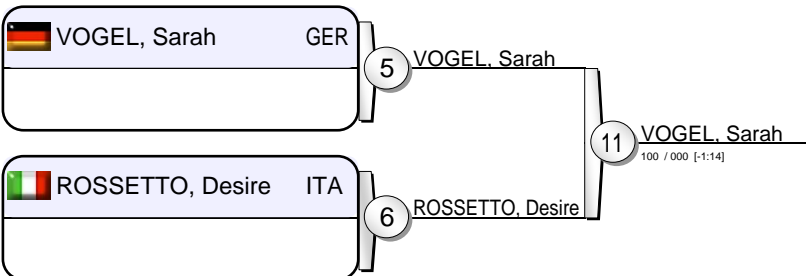 VOGEL, Sarah GER
5
VOGEL, Sarah
11
VOGEL, Sarah
100 / 000 [-1:14]
ROSSETTO, Desire ITA
6
ROSSETTO, Desire